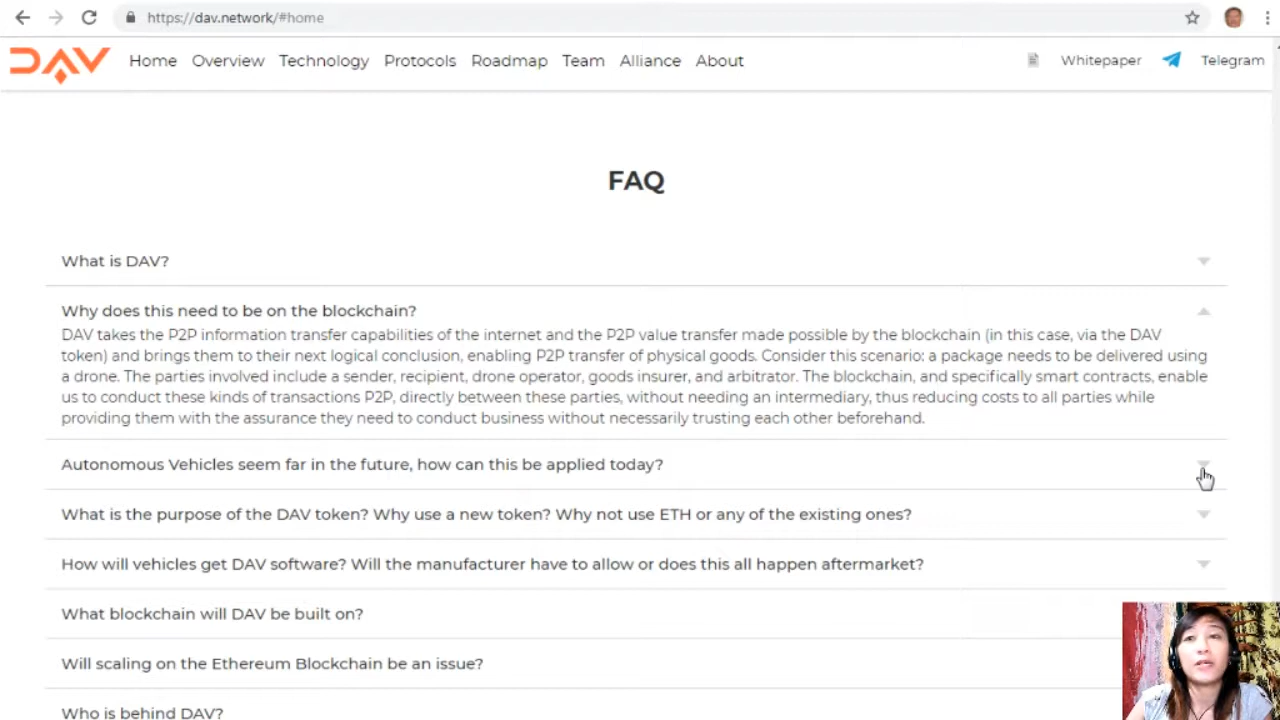 https://dav.network/#home
DAV Home Overview Technology Protocols Roadmap Team Alliance About Whitepaper Telegram
FAQ
What is DAV?
Why does this need to be on the blockchain?
DAV takes the P2P information transfer capabilities of the internet and the P2P value transfer made possible by the blockchain (in this case, via the DAV
token) and brings them to their next logical conclusion, enabling P2P transfer of physical goods. Consider this scenario: a package needs to be delivered using
a drone. The parties involved include a sender, recipient, drone operator, goods insurer, and arbitrator. The blockchain, and specifically smart contracts, enable
us to conduct these kinds of transactions P2P, directly between these parties, without needing an intermediary, thus reducing costs to all parties while
providing them with the assurance they need to conduct business without necessarily trusting each other beforehand.
Autonomous Vehicles seem far in the future, how can this be applied today?
What is the purpose of the DAV token? Why use a new token? Why not use ETH or any of the existing ones?
How will vehicles get DAV software? Will the manufacturer have to allow or does this all happen aftermarket?
What blockchain will DAV be built on?
Will scaling on the Ethereum Blockchain be an issue?
Who is behind DAV?